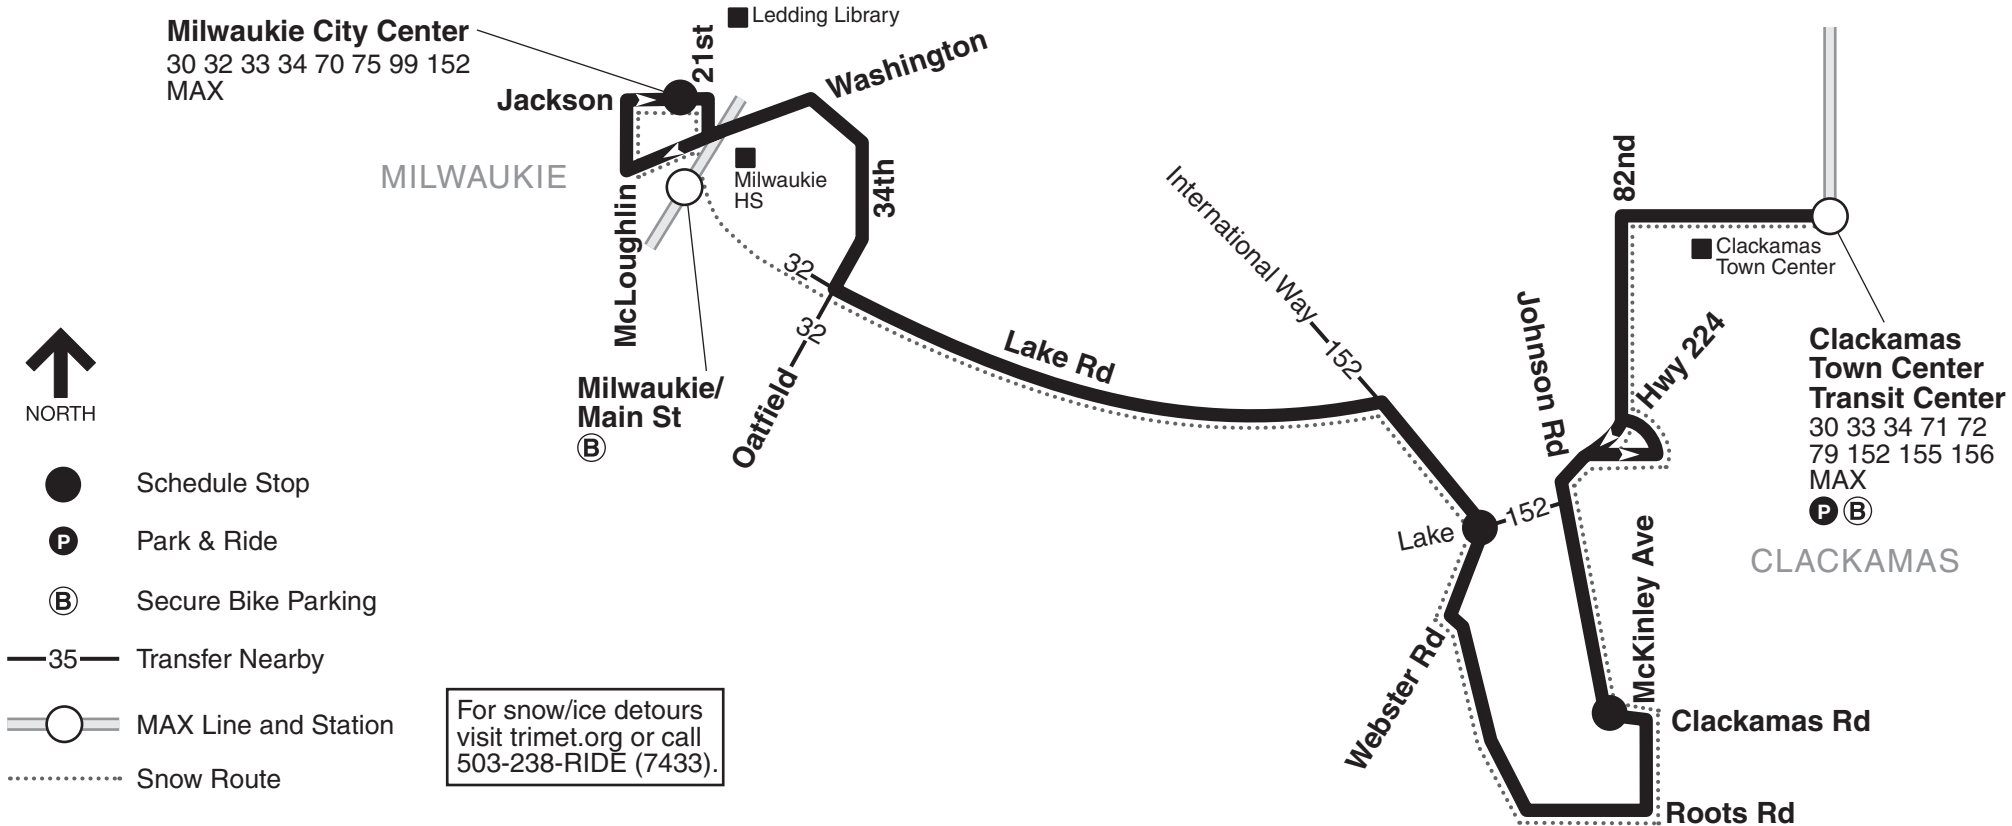 Ledding Library
Milwaukie City Center
30 32 33 34 70 75 99 152
MAX
21st
Washington
Jackson
MILWAUKIE
Milwaukie
HS
McLoughlin
34th
32
32
Oatfield
Milwaukie/
Main St
B
Lake Rd
International Way
152
Lake
152
Johnson Rd
82nd
Hwy 224
Clackamas
Town Center
Clackamas
Town Center
Transit Center
30 33 34 71 72
79 152 155 156
MAX
P B
CLACKAMAS
McKinley Ave
Webster Rd
Clackamas Rd
Roots Rd
NORTH
Schedule Stop
P Park & Ride
B Secure Bike Parking
35 Transfer Nearby
MAX Line and Station
Snow Route
For snow/ice detours
visit trimet.org or call
503-238-RIDE (7433).